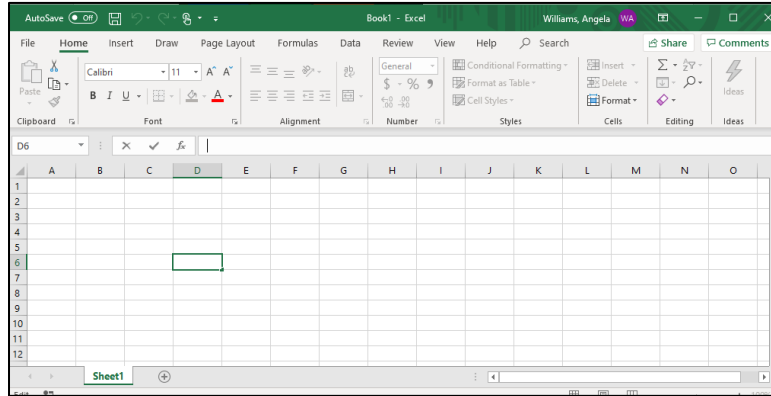 AutoSave Off Book1 - Excel Williams, Angela WA
File Home Insert Draw Page Layout Formulas Data Review View Help Search Share Comments
Calibri 11 A^ Aˇ ab General Conditional Formatting Insert Σ
Paste $ - % 9 Format as Table Delete Ideas
B I U A Cell Styles Format
Clipboard Font Alignment Number Styles Cells Editing Ideas
D6 fx
A B C D E F G H I J K L M N O
1
2
3
4
5
6
7
8
9
10
11
12
Sheet1